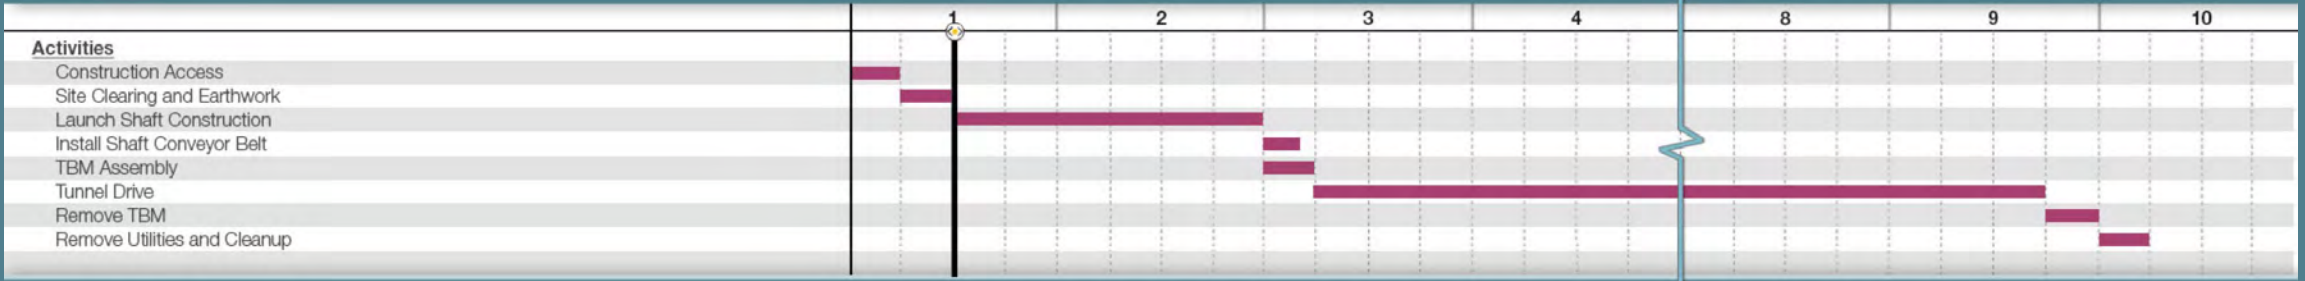 1 2 3 4 8 9 10
Activities
Construction Access
Site Clearing and Earthwork
Launch Shaft Construction
Install Shaft Conveyor Belt
TBM Assembly
Tunnel Drive
Remove TBM
Remove Utilities and Cleanup